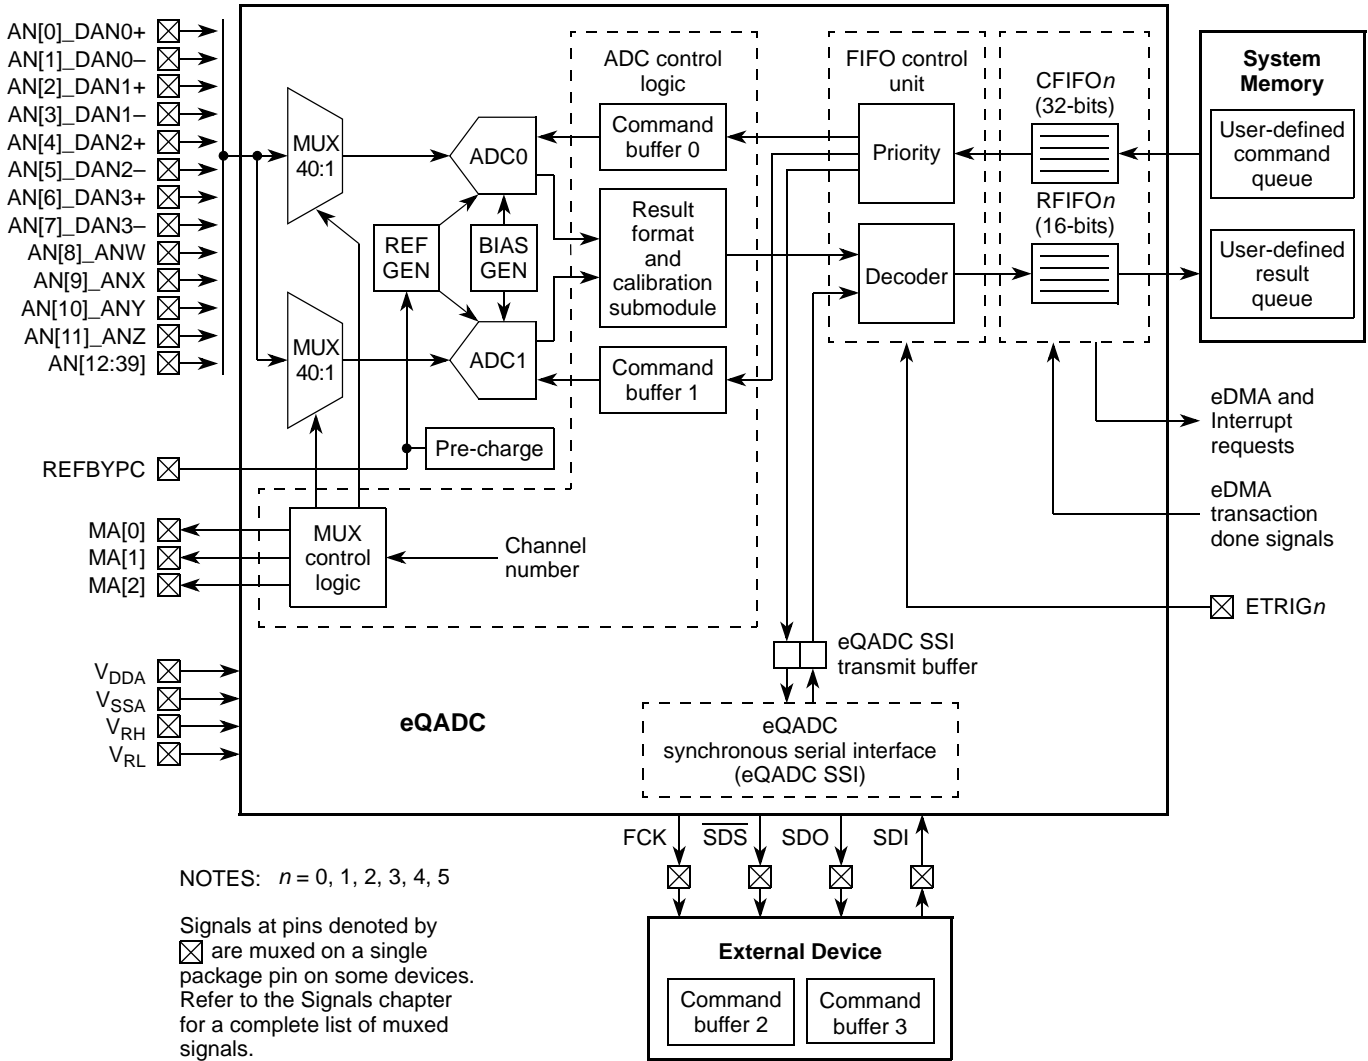 AN[0]_DAN0+
AN[1]_DAN0–
AN[2]_DAN1+
AN[3]_DAN1–
AN[4]_DAN2+
AN[5]_DAN2–
AN[6]_DAN3+
AN[7]_DAN3–
AN[8]_ANW
AN[9]_ANX
AN[10]_ANY
AN[11]_ANZ
AN[12:39]
REFBYPC
MA[0]
MA[1]
MA[2]
VDDA
VSSA
VRH
VRL
MUX
40:1
MUX
40:1
ADC0
ADC1
REF
GEN
BIAS
GEN
Pre-charge
MUX
control
logic
Channel
number
ADC control
logic
Command
buffer 0
Result
format
and
calibration
submodule
Command
buffer 1
FIFO control
unit
Priority
Decoder
CFIFOn
(32-bits)
RFIFOn
(16-bits)
System
Memory
User-defined
command
queue
User-defined
result
queue
eDMA and
Interrupt
requests
eDMA
transaction
done signals
ETRIGn
eQADC SSI
transmit buffer
eQADC
eQADC
synchronous serial interface
(eQADC SSI)
FCK
SDS
SDO
SDI
External Device
Command
buffer 2
Command
buffer 3
NOTES: n = 0, 1, 2, 3, 4, 5
Signals at pins denoted by
are muxed on a single
package pin on some devices.
Refer to the Signals chapter
for a complete list of muxed
signals.